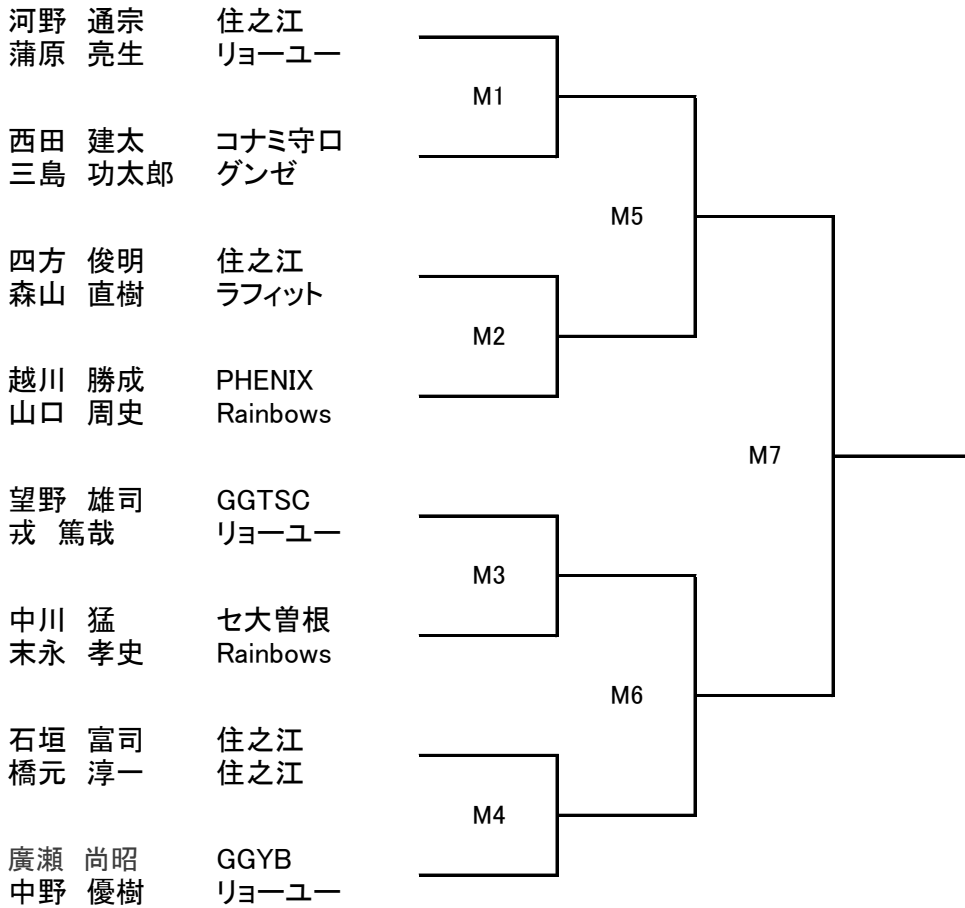 河野 通宗 住之江
蒲原 亮生 リョーユー
M1
西田 建太 コナミ守口
三島 功太郎 グンゼ
M5
四方 俊明 住之江
森山 直樹 ラフィット
M2
越川 勝成 PHENIX
山口 周史 Rainbows
M7
望野 雄司 GGTSC
戎 篤哉 リョーユー
M3
中川 猛 セ大曽根
末永 孝史 Rainbows
M6
石垣 富司 住之江
橋元 淳一 住之江
M4
廣瀬 尚昭 GGYB
中野 優樹 リョーユー